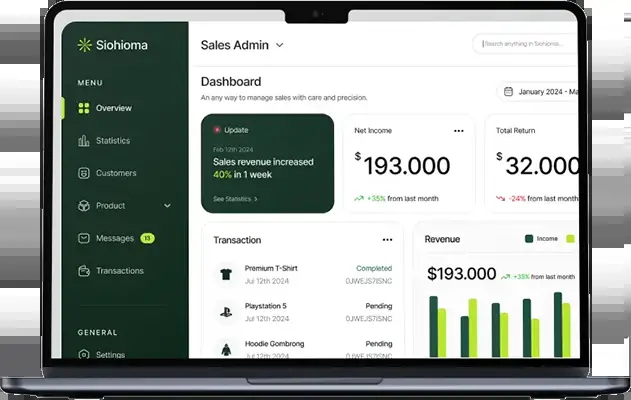 Siohioma
MENU
Overview
Statistics
Customers
Product
Messages 13
Transactions
GENERAL
Settings
Sales Admin
Search anything in Siohioma...
Dashboard
An any way to manage sales with care and precision.
January 2024 - Ma
Update
Feb 12th 2024
Sales revenue increased
40% in 1 week
See Statistics >
Net Income
$193.000
+35% from last month
Total Return
$32.000
-24% from last month
Transaction
Premium T-Shirt Completed
Jul 12th 2024 0JWEJS7ISNC
Playstation 5 Pending
Jul 12th 2024 0JWEJS7ISNC
Hoodie Gombrong Pending
Jul 12th 2024 0JWEJS7ISNC
Revenue
Income
$193.000 +35% from last month